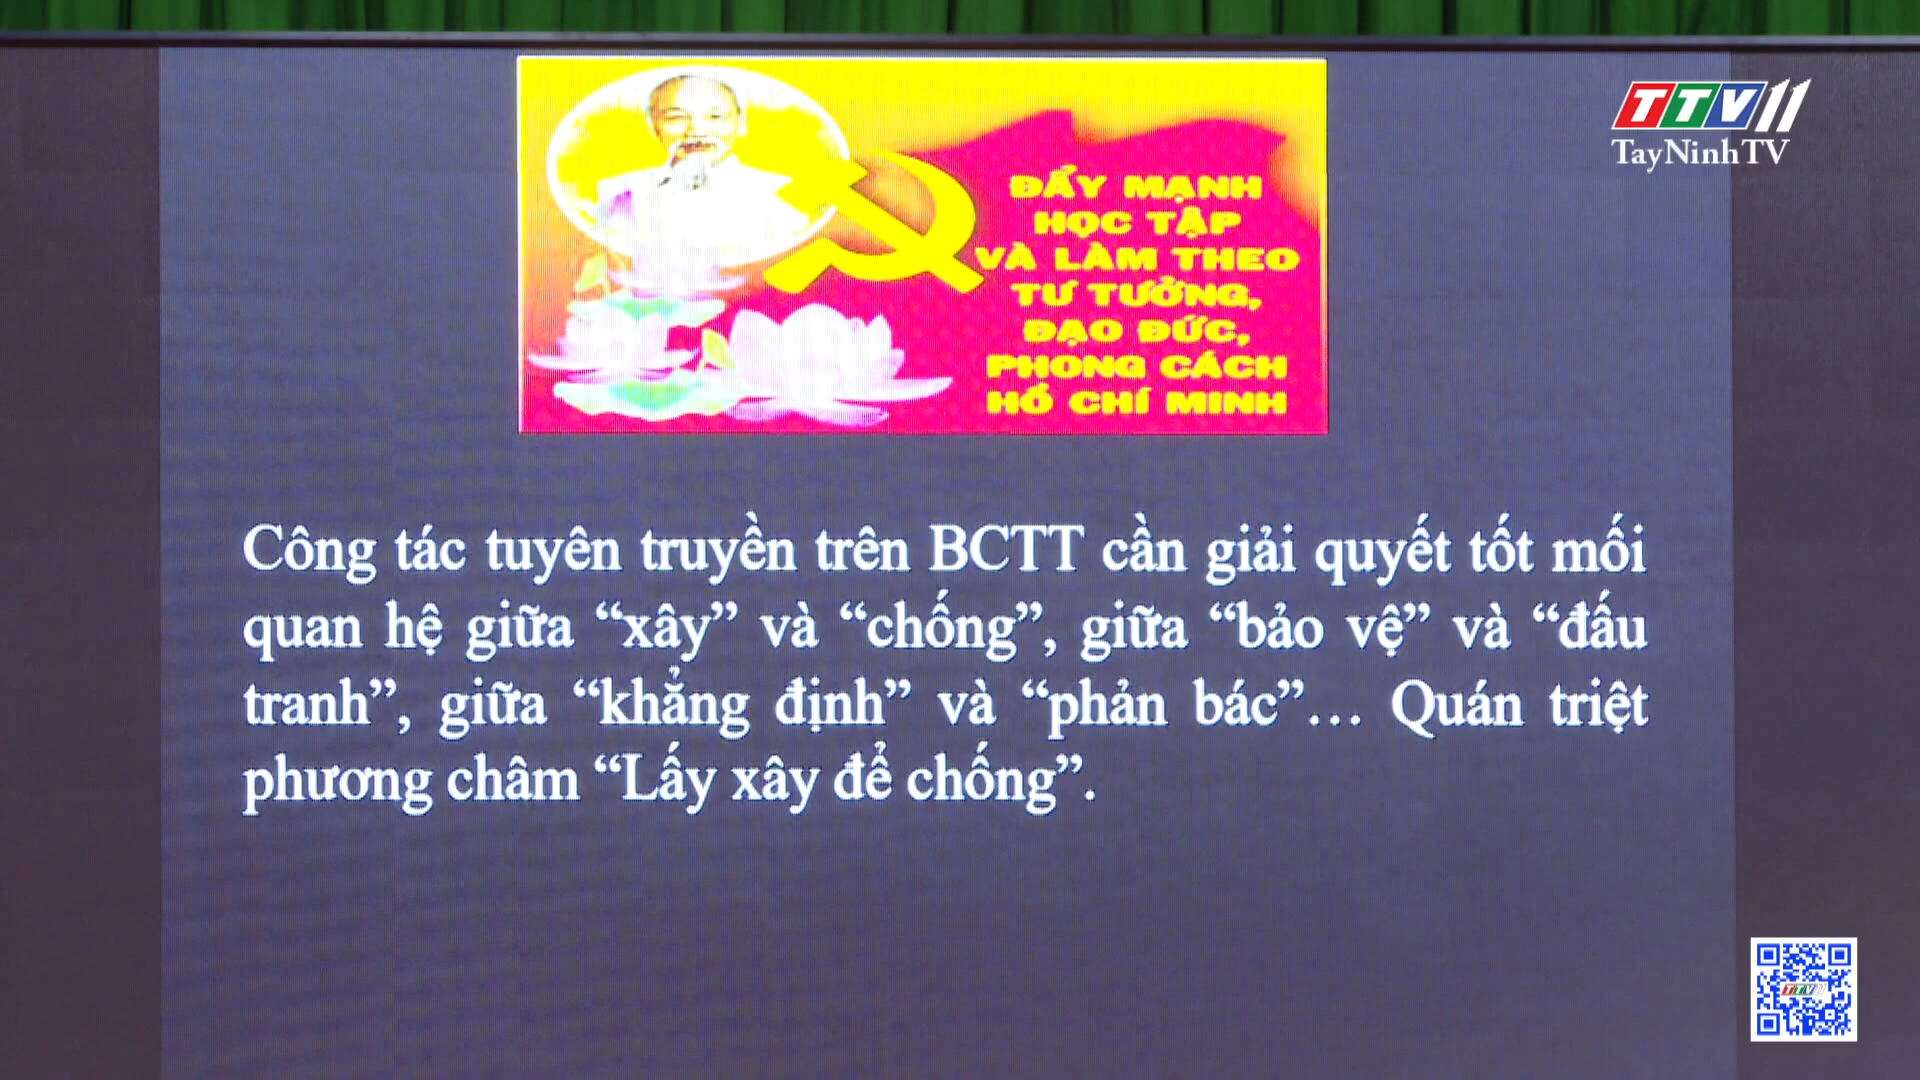 TTV11
TayNinhTV
ĐẨY MẠNH
HỌC TẬP
VÀ LÀM THEO
TƯ TƯỞNG,
ĐẠO ĐỨC,
PHONG CÁCH
HỒ CHÍ MINH
Công tác tuyên truyền trên BCTT cần giải quyết tốt mối
quan hệ giữa “xây” và “chống”, giữa “bảo vệ” và “đấu
tranh”, giữa “khẳng định” và “phản bác”… Quán triệt
phương châm “Lấy xây để chống”.
TTV11